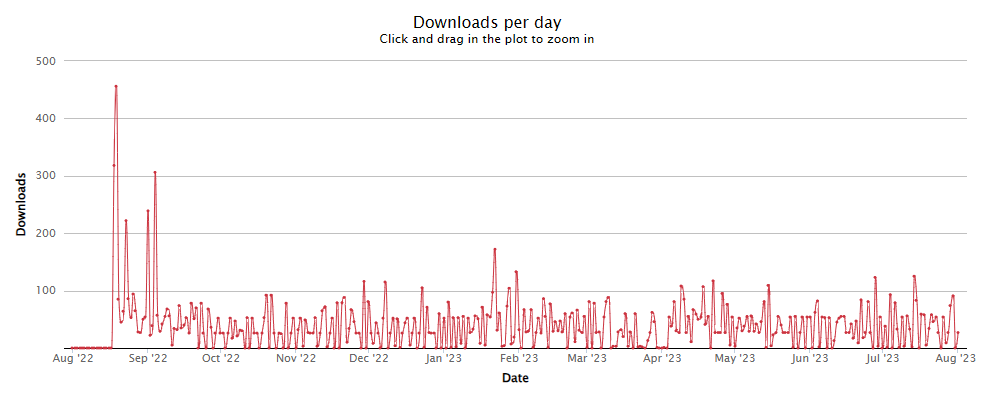 Downloads per day
Click and drag in the plot to zoom in
500
400
300
200
100
Downloads
Aug '22 Sep '22 Oct '22 Nov '22 Dec '22 Jan '23 Feb '23 Mar '23 Apr '23 May '23 Jun '23 Jul '23 Aug '23
Date